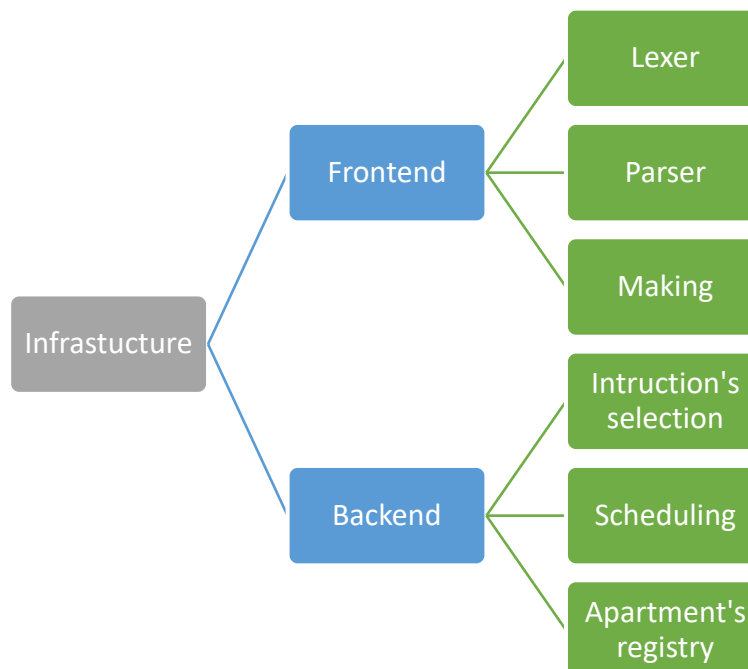 Lexer
Frontend
Parser
Making
Infrastucture
Intruction's
selection
Backend
Scheduling
Apartment's
registry